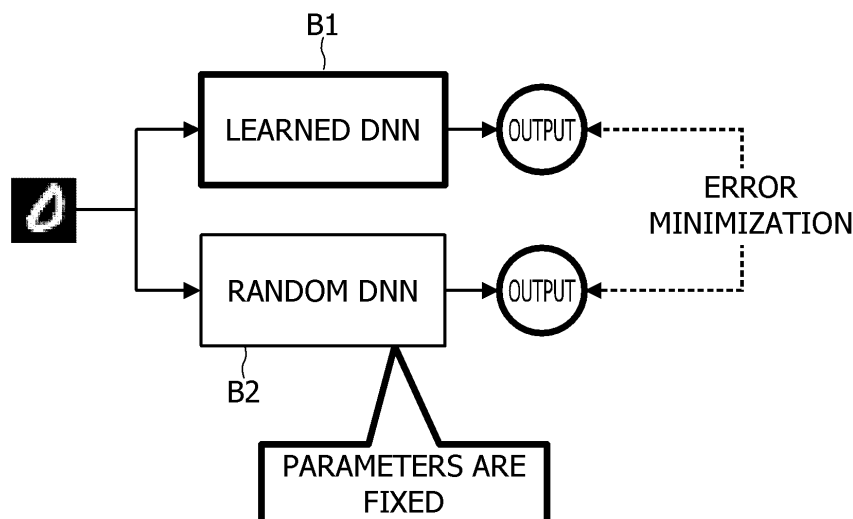 B1
LEARNED DNN
OUTPUT
ERROR
MINIMIZATION
RANDOM DNN
OUTPUT
B2
PARAMETERS ARE
FIXED